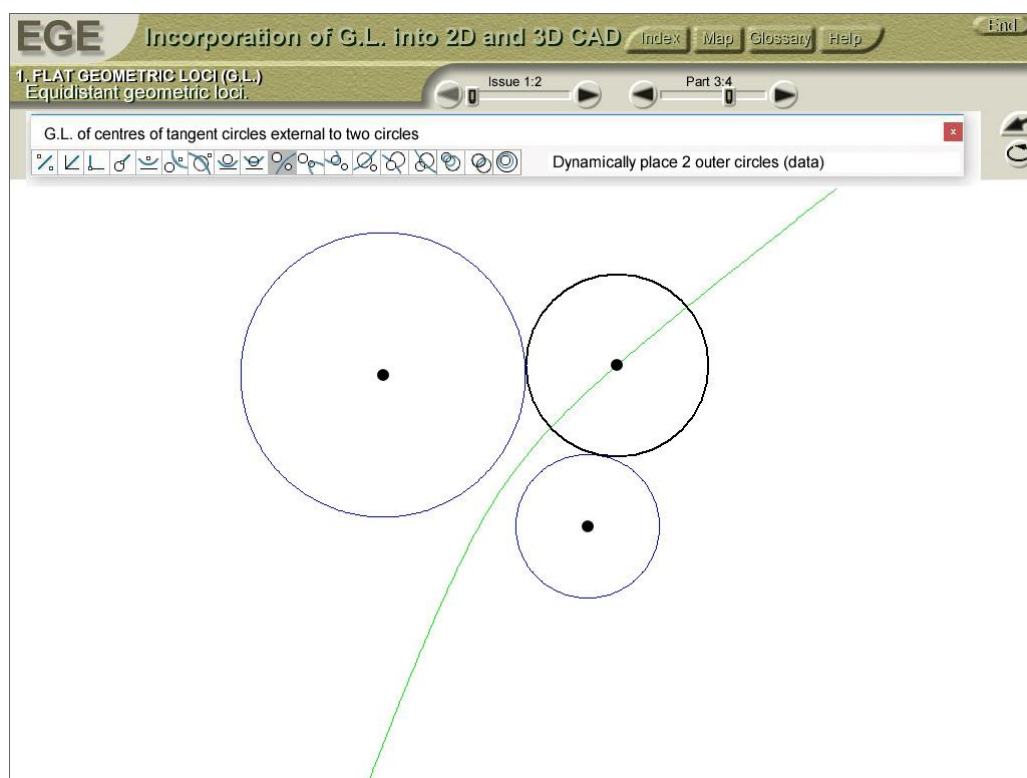 EGE
Incorporation of G.L. into 2D and 3D CAD
Index
Map
Glossary
Help
End
1. FLAT GEOMETRIC LOCI (G.L.)
Equidistant geometric loci.
Issue 1:2
Part 3:4
G.L. of centres of tangent circles external to two circles
x
Dynamically place 2 outer circles (data)